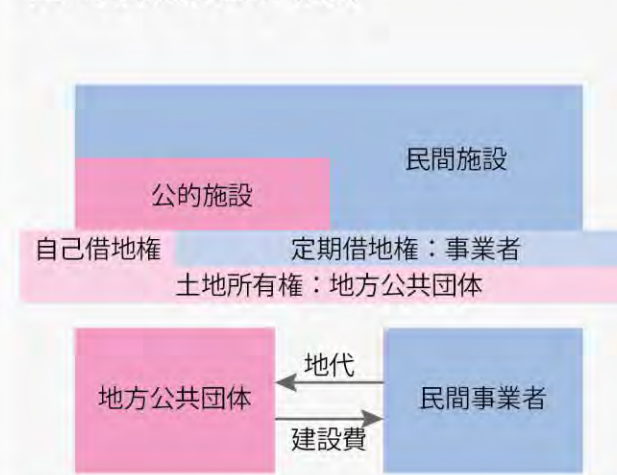 民間施設
公的施設
自己借地権 定期借地権：事業者
土地所有権：地方公共団体
地代
地方公共団体 民間事業者
建設費